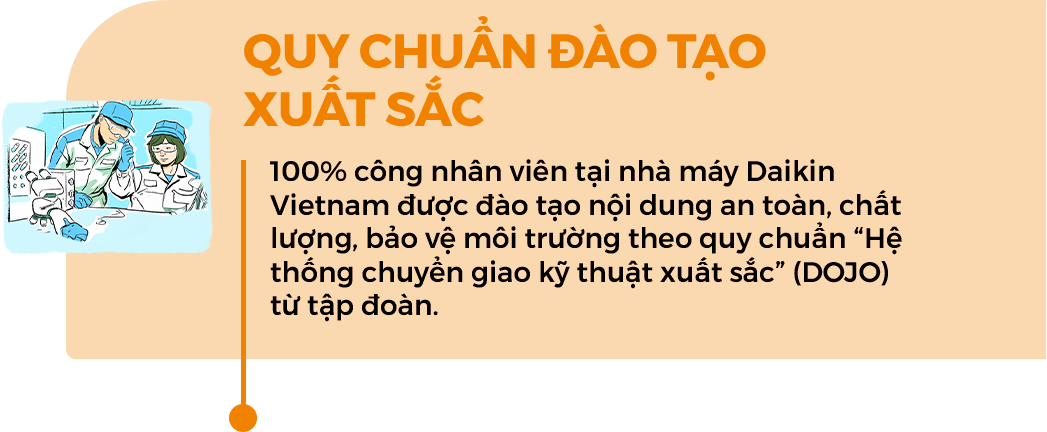 QUY CHUẨN ĐÀO TẠO
XUẤT SẮC
100% công nhân viên tại nhà máy Daikin
Vietnam được đào tạo nội dung an toàn, chất
lượng, bảo vệ môi trường theo quy chuẩn “Hệ
thống chuyển giao kỹ thuật xuất sắc” (DOJO)
từ tập đoàn.